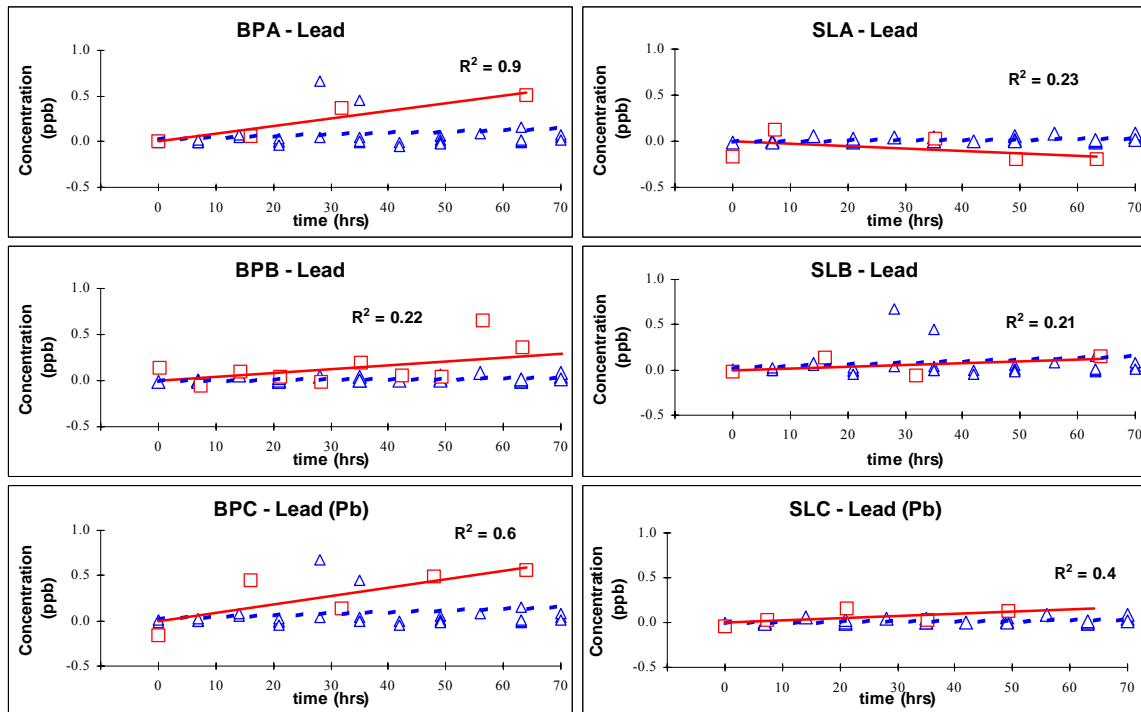 BPA - Lead
R² = 0.9
Concentration
(ppb)
1.0
0.5
0.0
-0.5
0 10 20 30 40 50 60 70
time (hrs)
SLA - Lead
R² = 0.23
Concentration
(ppb)
1.0
0.5
0.0
-0.5
0 10 20 30 40 50 60 70
time (hrs)
BPB - Lead
R² = 0.22
Concentration
(ppb)
1.0
0.5
0.0
-0.5
0 10 20 30 40 50 60 70
time (hrs)
SLB - Lead
R² = 0.21
Concentration
(ppb)
1.0
0.5
0.0
-0.5
0 10 20 30 40 50 60 70
time (hrs)
BPC - Lead (Pb)
R² = 0.6
Concentration
(ppb)
1.0
0.5
0.0
-0.5
0 10 20 30 40 50 60 70
time (hrs)
SLC - Lead (Pb)
R² = 0.4
Concentration
(ppb)
1.0
0.5
0.0
-0.5
0 10 20 30 40 50 60 70
time (hrs)